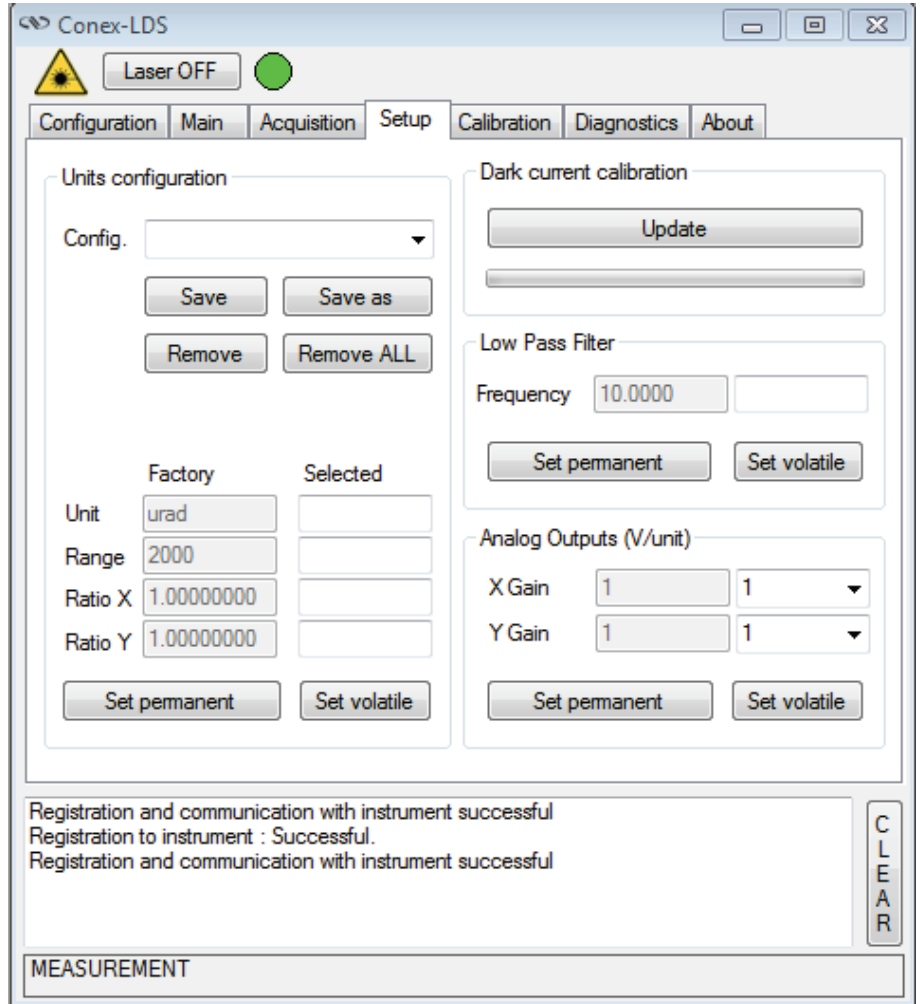 Conex-LDS
Laser OFF
Configuration Main Acquisition Setup Calibration Diagnostics About
Units configuration
Config.
Save Save as
Remove Remove ALL
Factory Selected
Unit urad
Range 2000
Ratio X 1.00000000
Ratio Y 1.00000000
Set permanent Set volatile
Dark current calibration
Update
Low Pass Filter
Frequency 10.0000
Set permanent Set volatile
Analog Outputs (V/unit)
X Gain 1 1
Y Gain 1 1
Set permanent Set volatile
Registration and communication with instrument successful
Registration to instrument : Successful.
Registration and communication with instrument successful
CLEAR
MEASUREMENT